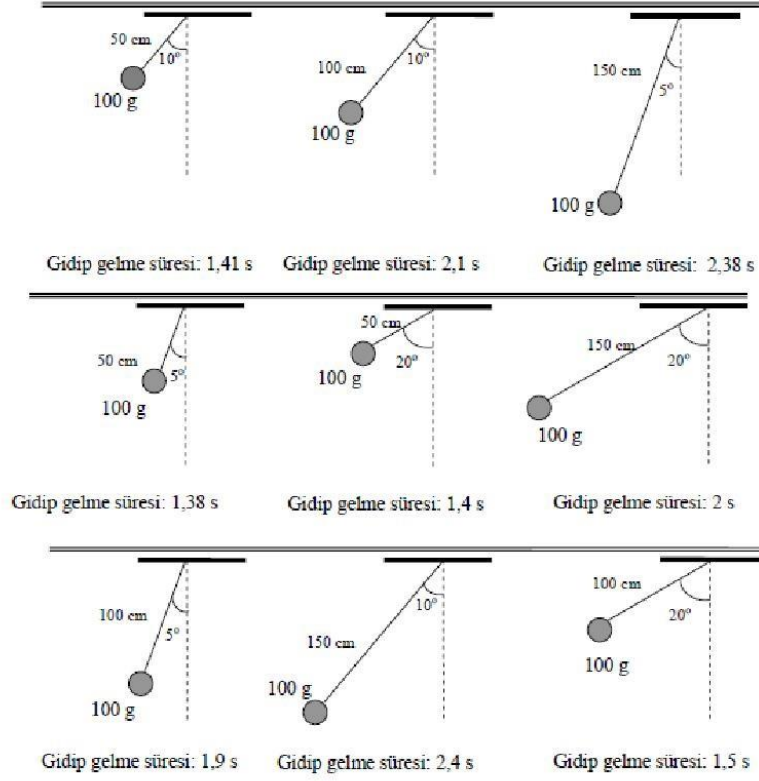 50 cm
10°
100 g
100 cm
10°
100 g
150 cm
5°
100 g
Gidip gelme süresi: 1,41 s
Gidip gelme süresi: 2,1 s
Gidip gelme süresi: 2,38 s
50 cm
5°
100 g
50 cm
20°
100 g
150 cm
20°
100 g
Gidip gelme süresi: 1,38 s
Gidip gelme süresi: 1,4 s
Gidip gelme süresi: 2 s
100 cm
5°
100 g
10°
150 cm
100 g
100 cm
20°
100 g
Gidip gelme süresi: 1,9 s
Gidip gelme süresi: 2,4 s
Gidip gelme süresi: 1,5 s